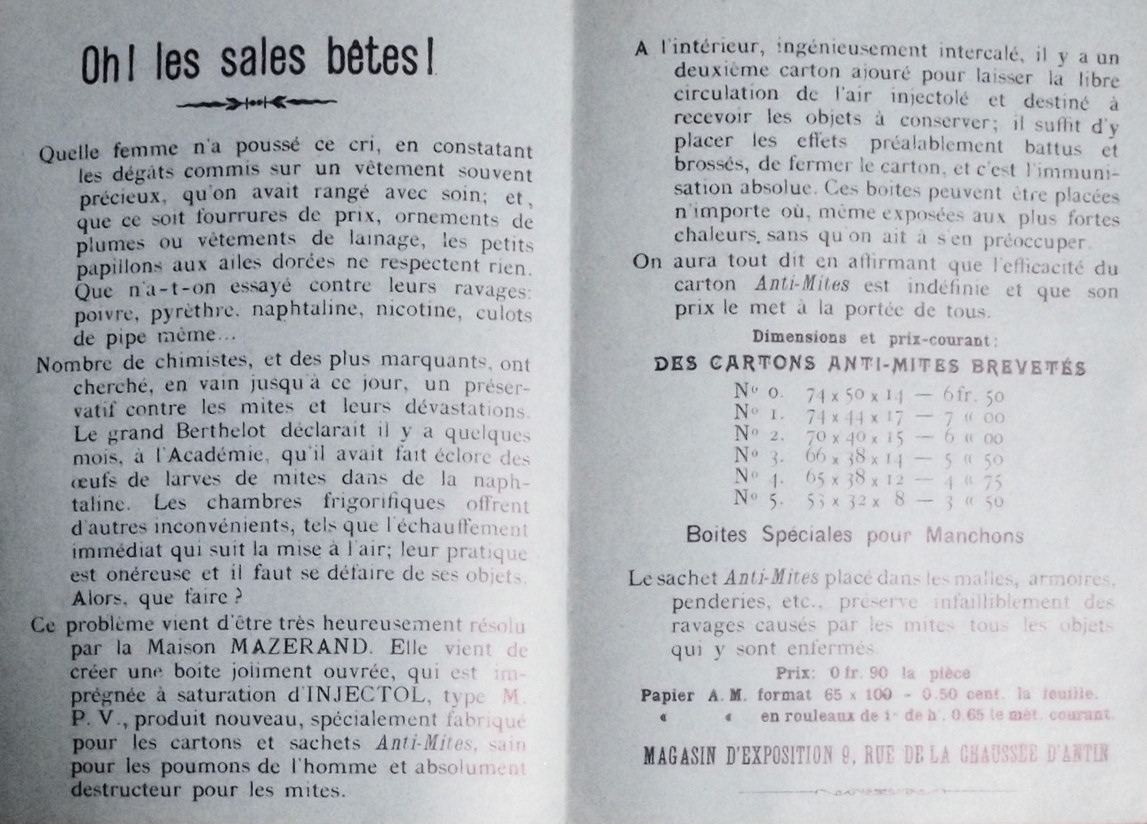 Oh! les sales bêtes!
Quelle femme n'a poussé ce cri, en constatant
les dégâts commis sur un vêtement souvent
précieux, qu'on avait rangé avec soin; et,
que ce soit fourrures de prix, ornements de
plumes ou vêtements de lainage, les petits
papillons aux ailes dorées ne respectent rien.
Que n'a-t-on essayé contre leurs ravages:
poivre, pyrèthre, naphtaline, nicotine, culots
de pipe même...
Nombre de chimistes, et des plus marquants, ont
cherché, en vain jusqu'à ce jour, un préser-
vatif contre les mites et leurs dévastations.
Le grand Berthelot déclarait il y a quelques
mois, à l'Académie, qu'il avait fait éclore des
œufs de larves de mites dans de la naph-
taline. Les chambres frigorifiques offrent
d'autres inconvénients, tels que l'échauffement
immédiat qui suit la mise à l'air; leur pratique
est onéreuse et il faut se défaire de ses objets.
Alors, que faire ?
Ce problème vient d'être très heureusement résolu
par la Maison MAZERAND. Elle vient de
créer une boite joliment ouvrée, qui est im-
prégnée à saturation d'INJECTOL, type M.
P. V., produit nouveau, spécialement fabriqué
pour les cartons et sachets Anti-Mites, sain
pour les poumons de l'homme et absolument
destructeur pour les mites.
A l'intérieur, ingénieusement intercalé, il y a un
deuxième carton ajouré pour laisser la libre
circulation de l'air injectolé et destiné à
recevoir les objets à conserver; il suffit d'y
placer les effets préalablement battus et
brossés, de fermer le carton, et c'est l'immuni-
sation absolue. Ces boites peuvent être placées
n'importe où, même exposées aux plus fortes
chaleurs, sans qu'on ait à s'en préoccuper.
On aura tout dit en affirmant que l'efficacité du
carton Anti-Mites est indéfinie et que son
prix le met à la portée de tous.
Dimensions et prix-courant:
DES CARTONS ANTI-MITES BREVETÉS
Nº 0. 74 x 50 x 14 — 6 fr. 50
Nº 1. 74 x 44 x 17 — 7 « 00
Nº 2. 70 x 40 x 15 — 6 « 00
Nº 3. 66 x 38 x 14 — 5 « 50
Nº 4. 65 x 38 x 12 — 4 « 75
Nº 5. 53 x 32 x 8 — 3 « 50
Boites Spéciales pour Manchons
Le sachet Anti-Mites placé dans les malles, armoires,
penderies, etc., préserve infailliblement des
ravages causés par les mites tous les objets
qui y sont enfermés.
Prix: 0 fr. 90 la pièce
Papier A. M. format 65 x 100 - 0.50 cent. la feuille.
« « en rouleaux de 1m de h'. 0.65 le mèt. courant.
MAGASIN D'EXPOSITION 9, RUE DE LA CHAUSSÉE D'ANTIN